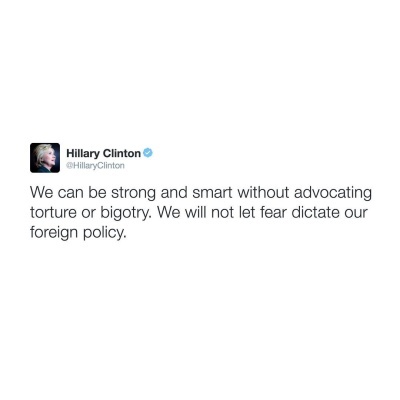 Hillary Clinton
@HillaryClinton
We can be strong and smart without advocating
torture or bigotry. We will not let fear dictate our
foreign policy.